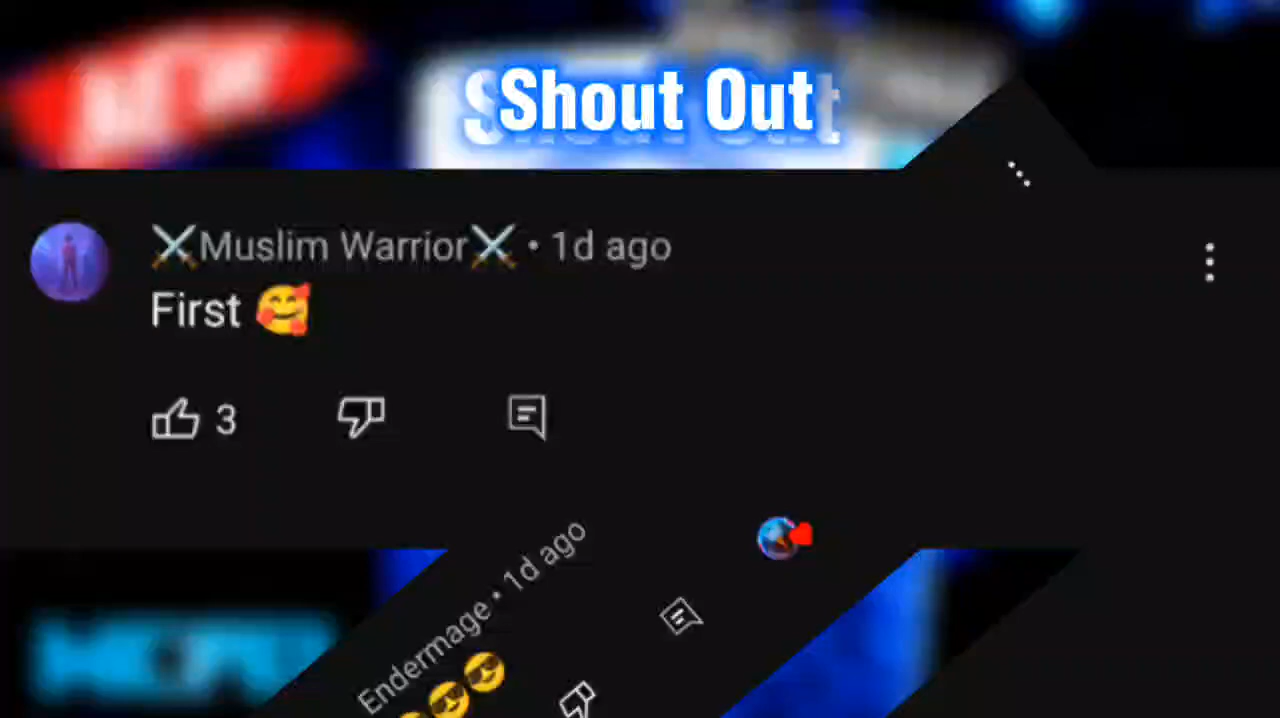 Shout Out
⚔️Muslim Warrior⚔️ • 1d ago
First 🥰
3
Endermage • 1d ago
😎😎😎